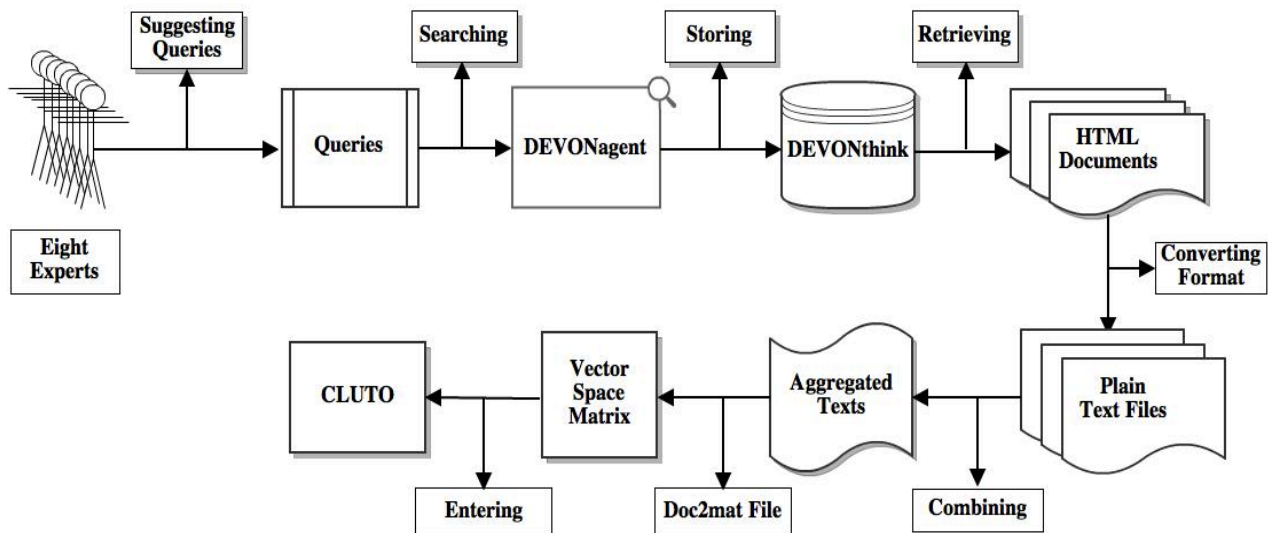 Suggesting
Queries
Searching
Storing
Retrieving
Queries
DEVONagent
DEVONthink
HTML
Documents
Eight
Experts
Converting
Format
CLUTO
Vector
Space
Matrix
Aggregated
Texts
Plain
Text Files
Entering
Doc2mat File
Combining